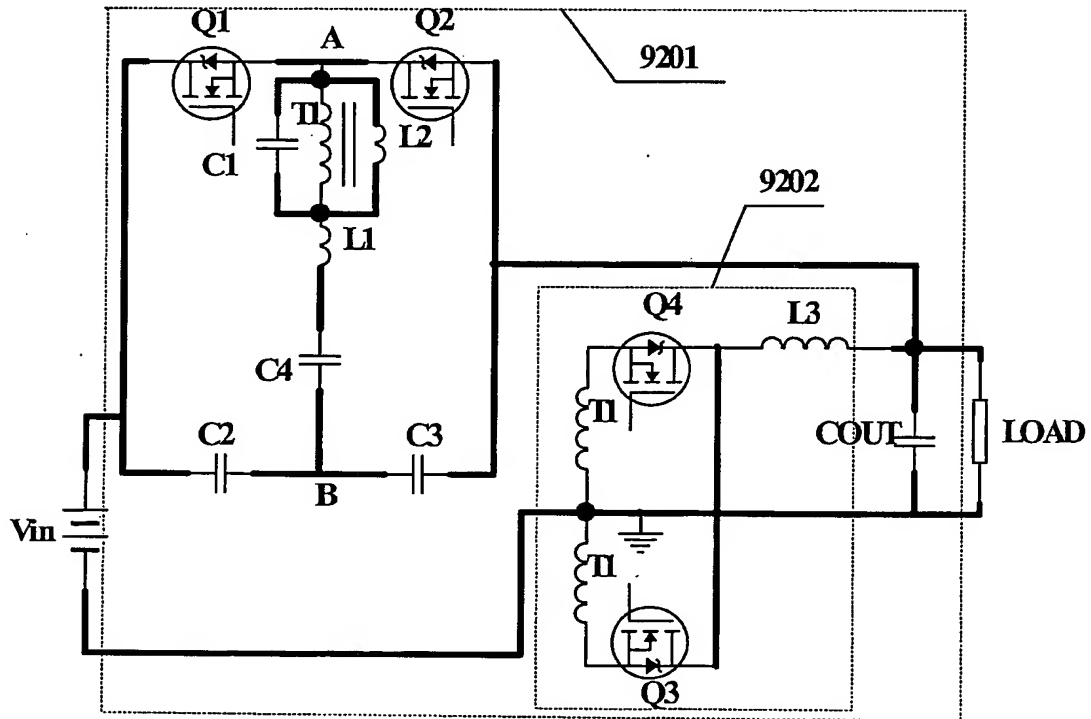 Q1
Q2
A
9201
T1
L2
C1
9202
L1
Q4
L3
C4
T1
C2
C3
COUT
LOAD
B
Vin
T1
Q3